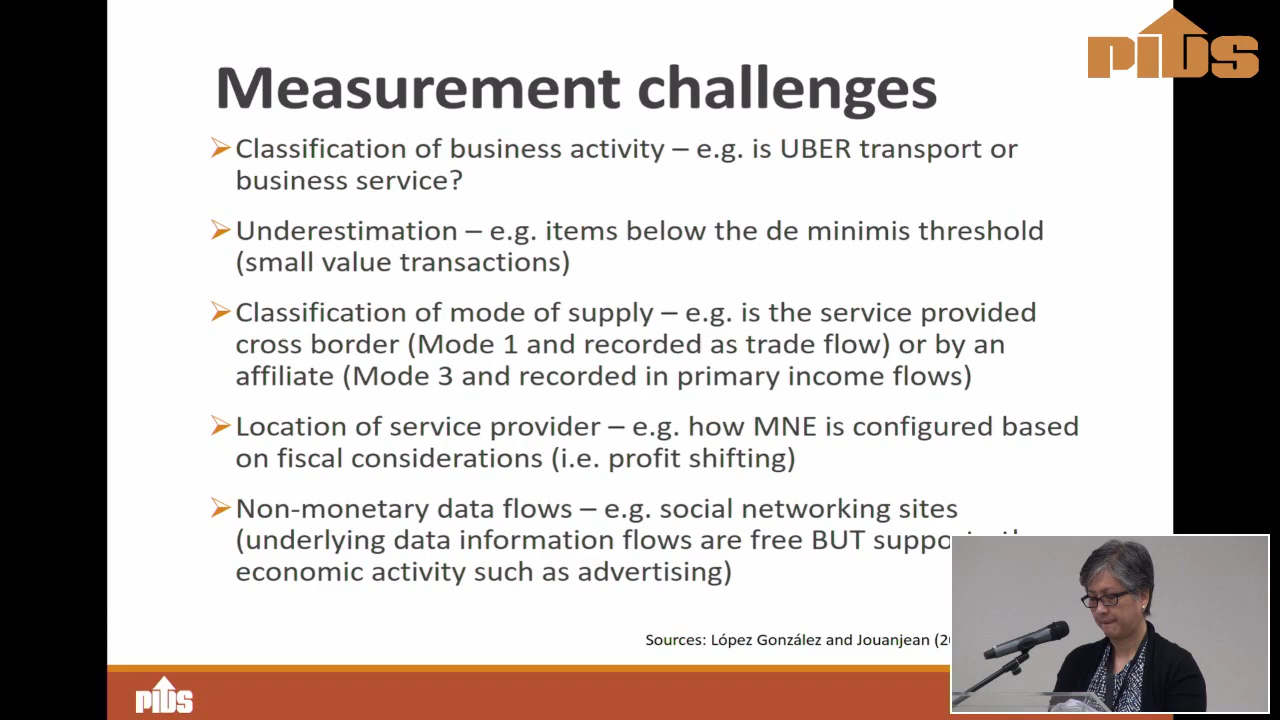 PIDS
Measurement challenges
Classification of business activity – e.g. is UBER transport or
business service?
Underestimation – e.g. items below the de minimis threshold
(small value transactions)
Classification of mode of supply – e.g. is the service provided
cross border (Mode 1 and recorded as trade flow) or by an
affiliate (Mode 3 and recorded in primary income flows)
Location of service provider – e.g. how MNE is configured based
on fiscal considerations (i.e. profit shifting)
Non-monetary data flows – e.g. social networking sites
(underlying data information flows are free BUT
economic activity such as advertising)
Sources: López González and Jouanjean
PIDS